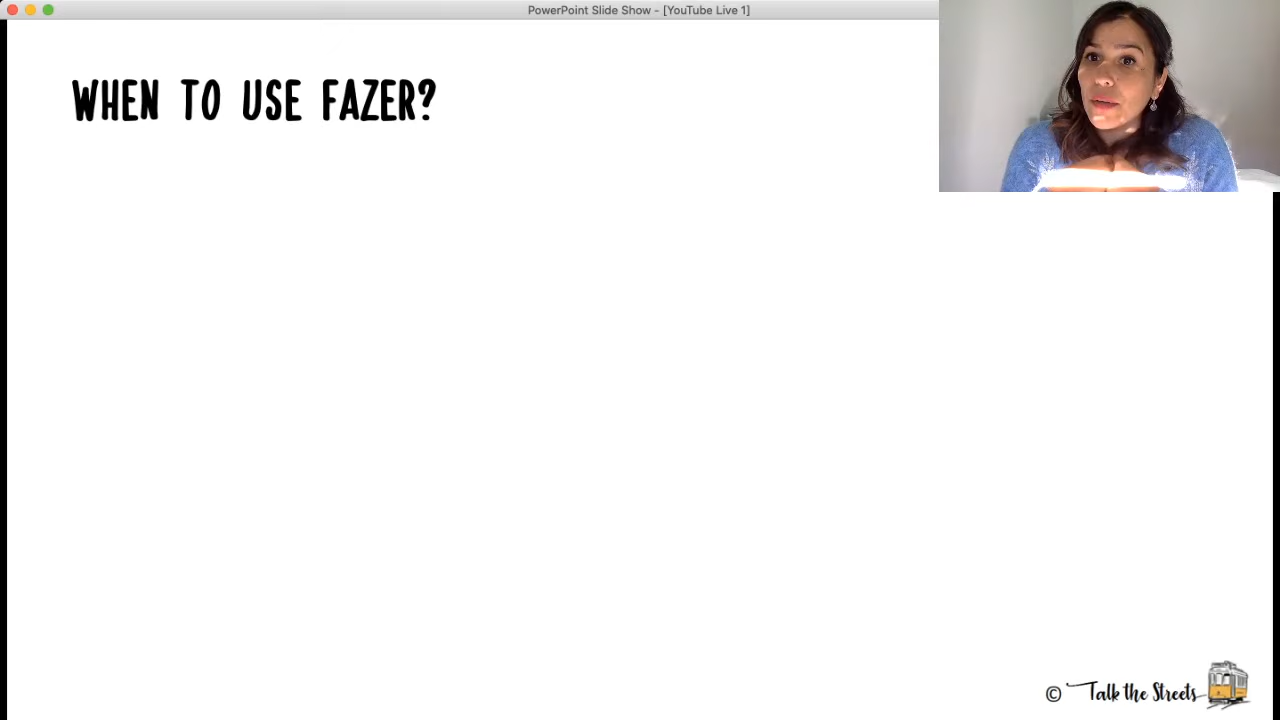 PowerPoint Slide Show - [YouTube Live 1]
WHEN TO USE FAZER?
© Talk the Streets